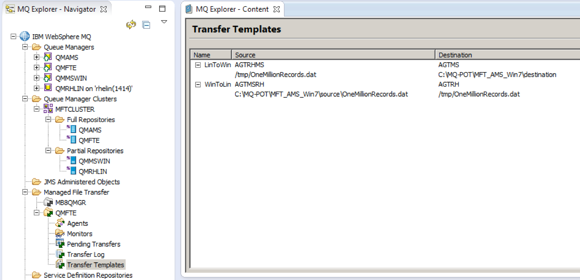 MQ Explorer - Navigator
IBM WebSphere MQ
Queue Managers
QMAMS
QMFTE
QMMSWIN
QMRHLIN on 'rhelin(1414)'
Queue Manager Clusters
MFTCLUSTER
Full Repositories
QMAMS
QMFTE
Partial Repositories
QMMSWIN
QMRHLIN
JMS Administered Objects
Managed File Transfer
MBBQMGR
QMFTE
Agents
Monitors
Pending Transfers
Transfer Log
Transfer Templates
Service Definition Repositories
MQ Explorer - Content
Transfer Templates
Name Source Destination
LinToWin AGTRHMS AGTMS
/tmp/OneMillionRecords.dat C:\MQ-POT\MFT_AMS_Win7\destination
WinToLin AGTMSRH AGTRH
C:\MQ-POT\MFT_AMS_Win7\source\OneMillionRecords.dat /tmp/OneMillionRecords.dat